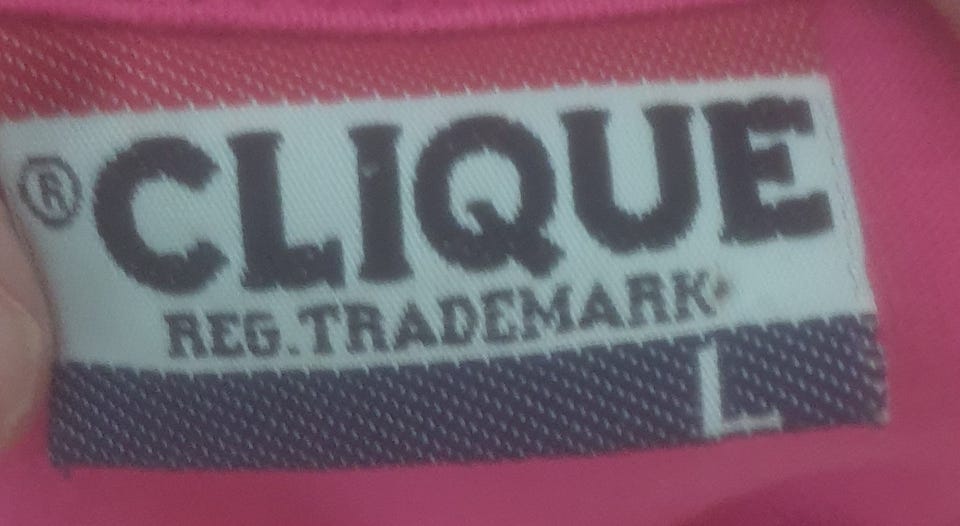 ® CLIQUE
REG. TRADEMARK
L